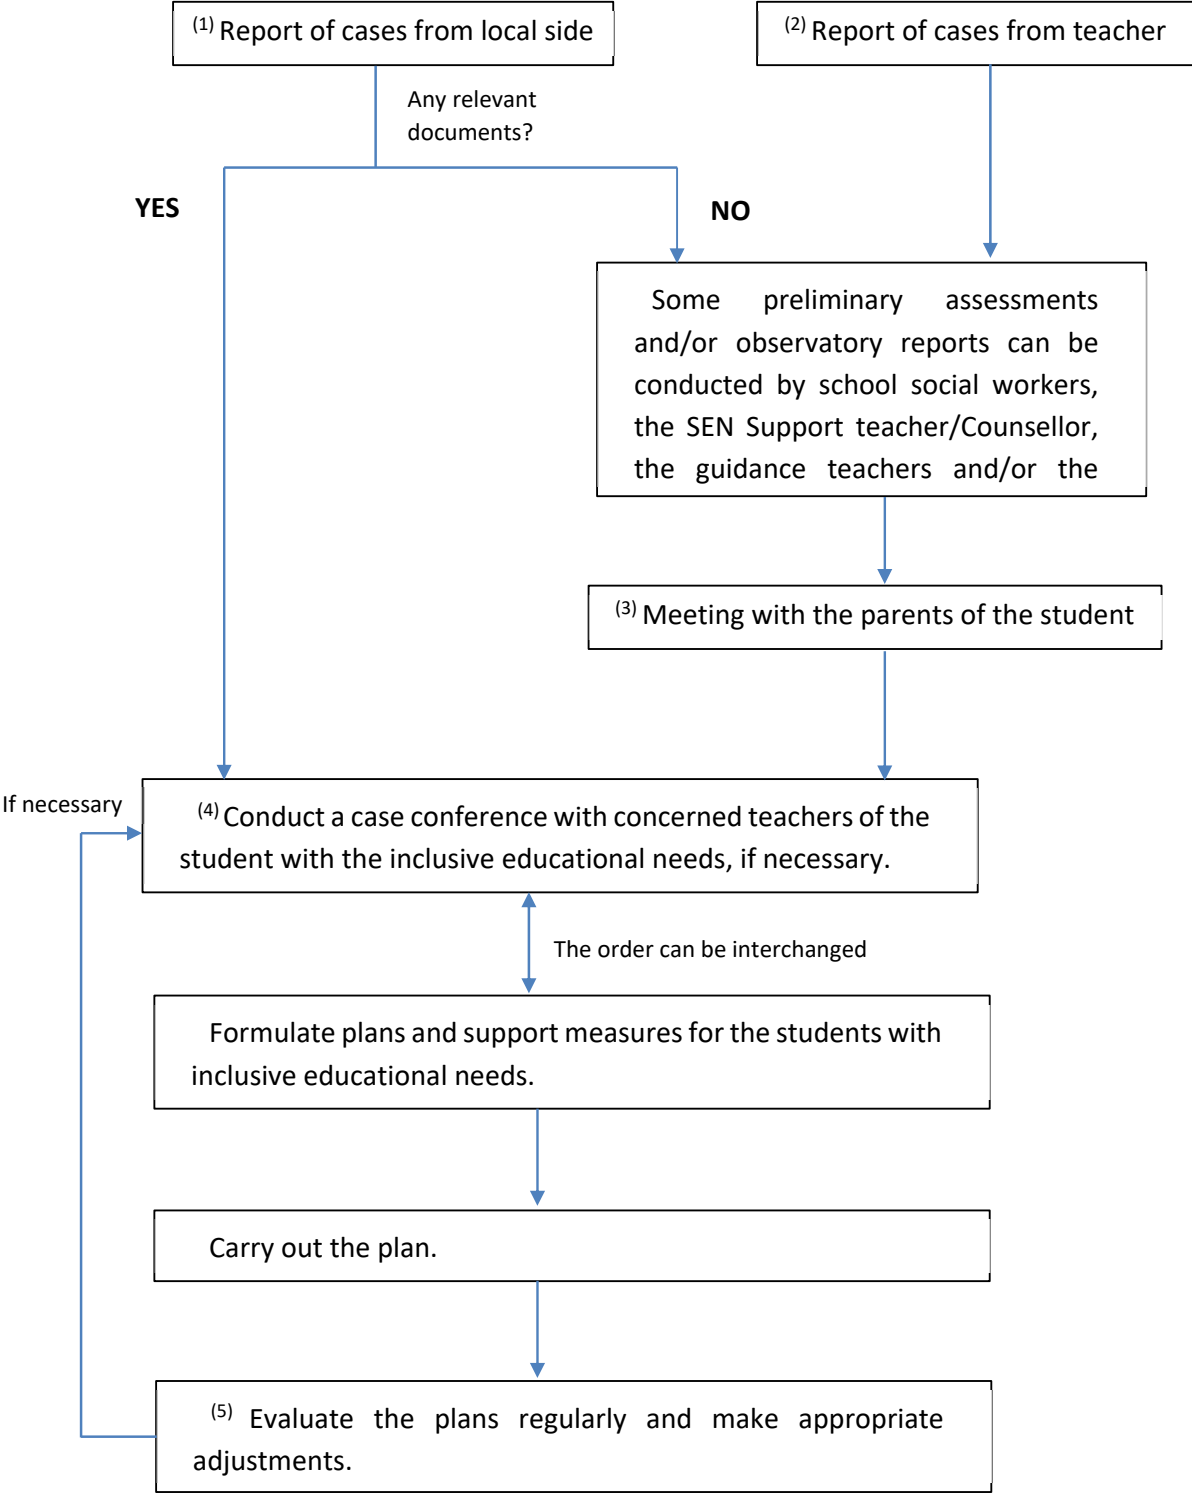 (1) Report of cases from local side
(2) Report of cases from teacher
Any relevant
documents?
YES
NO
Some preliminary assessments
and/or observatory reports can be
conducted by school social workers,
the SEN Support teacher/Counsellor,
the guidance teachers and/or the
(3) Meeting with the parents of the student
If necessary
(4) Conduct a case conference with concerned teachers of the
student with the inclusive educational needs, if necessary.
The order can be interchanged
Formulate plans and support measures for the students with
inclusive educational needs.
Carry out the plan.
(5) Evaluate the plans regularly and make appropriate
adjustments.